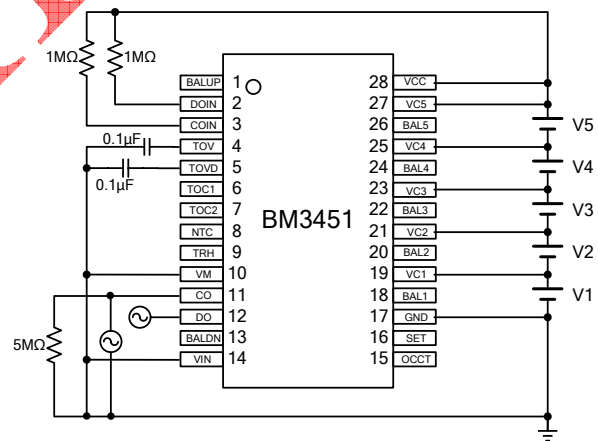 1MΩ
1MΩ
0.1μF
0.1μF
5MΩ
BM3451
BALUP 1
DOIN 2
COIN 3
TOV 4
TOVD 5
TOC1 6
TOC2 7
NTC 8
TRH 9
VM 10
CO 11
DO 12
BALDN 13
VIN 14
28 VCC
27 VC5
26 BAL5
25 VC4
24 BAL4
23 VC3
22 BAL3
21 VC2
20 BAL2
19 VC1
18 BAL1
17 GND
16 SET
15 OCCT
V5
V4
V3
V2
V1